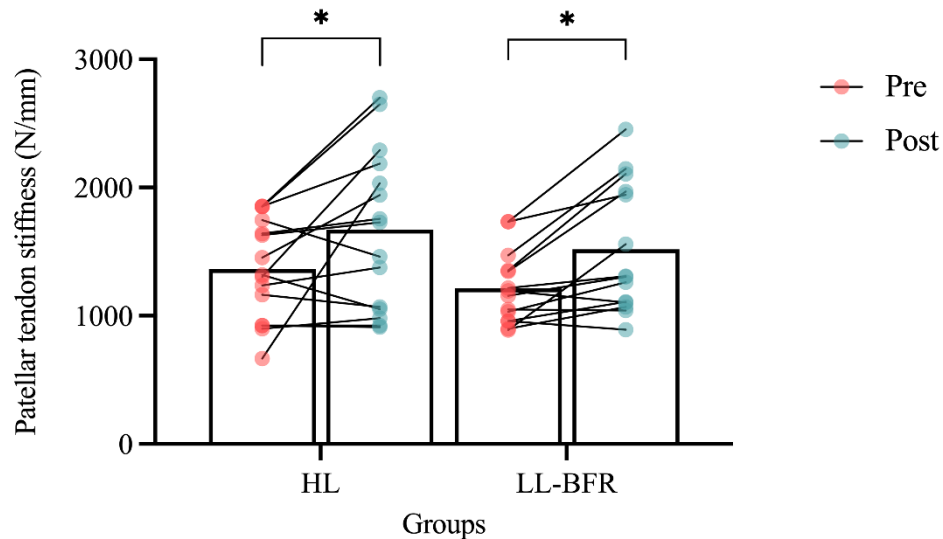 * *
3000
2000
1000
0
Patellar tendon stiffness (N/mm)
Pre
Post
HL LL-BFR
Groups